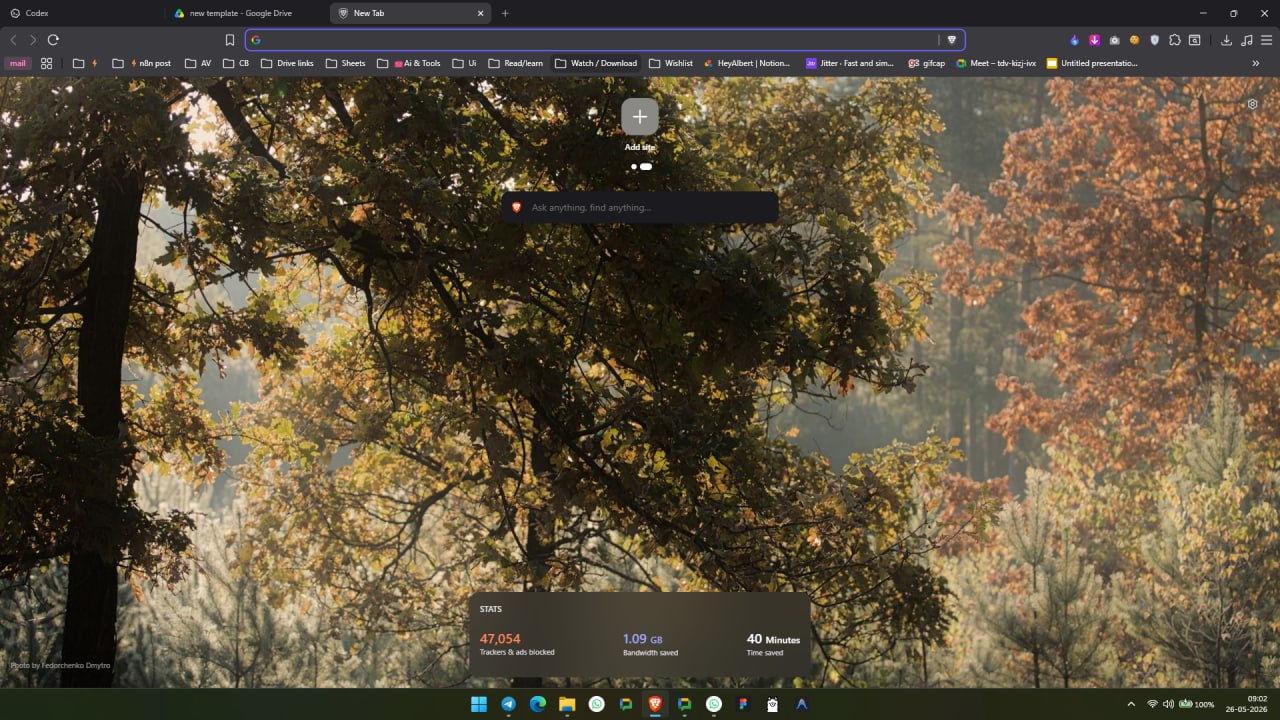 Codex
new template - Google Drive
New Tab
mail
n8n post
AV
CB
Drive links
Sheets
Ai & Tools
Ui
Read/learn
Watch / Download
Wishlist
HeyAlbert | Notion...
Jitter - Fast and sim...
gifcap
Meet – tdv-kizj-ivx
Untitled presentatio...
Add site
Ask anything, find anything...
STATS
47,054
Trackers & ads blocked
1.09 GB
Bandwidth saved
40 Minutes
Time saved
Photo by Fedorchenko Dmytro
100%
09:02
26-05-2026